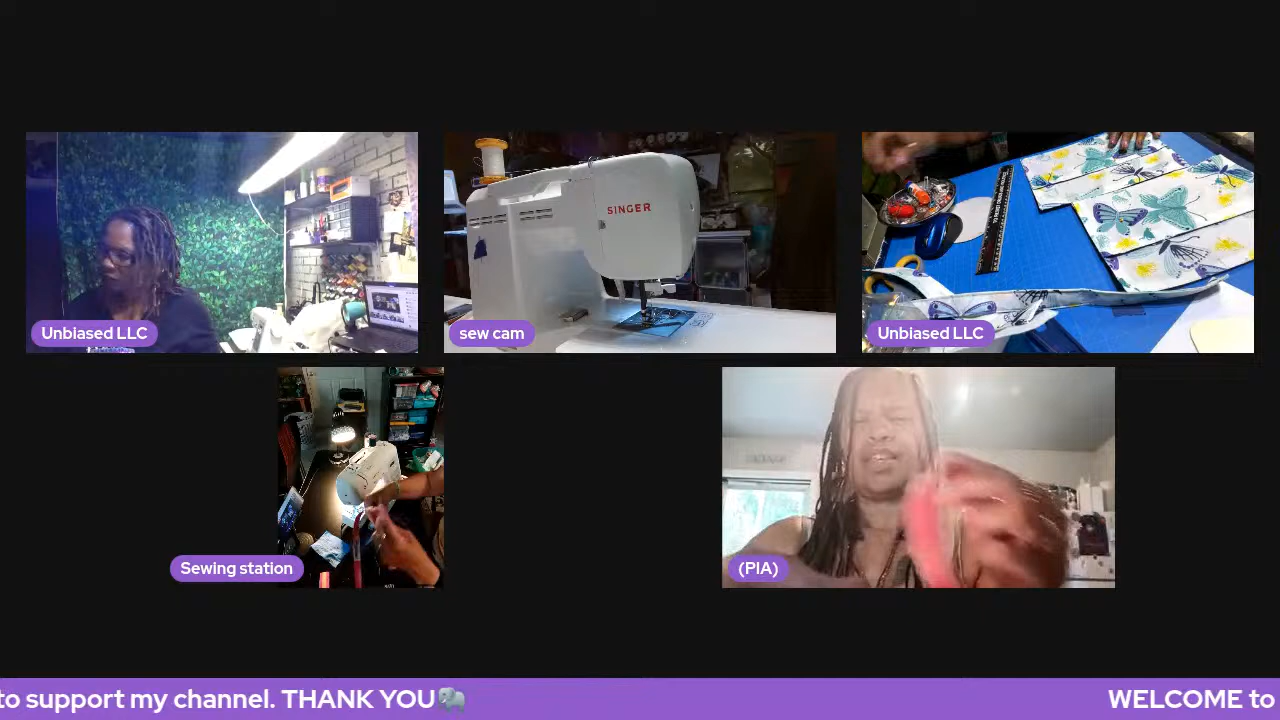 SINGER
Unbiased LLC
sew cam
Unbiased LLC
Sewing station
(PIA)
to support my channel. THANK YOU🐘
WELCOME to